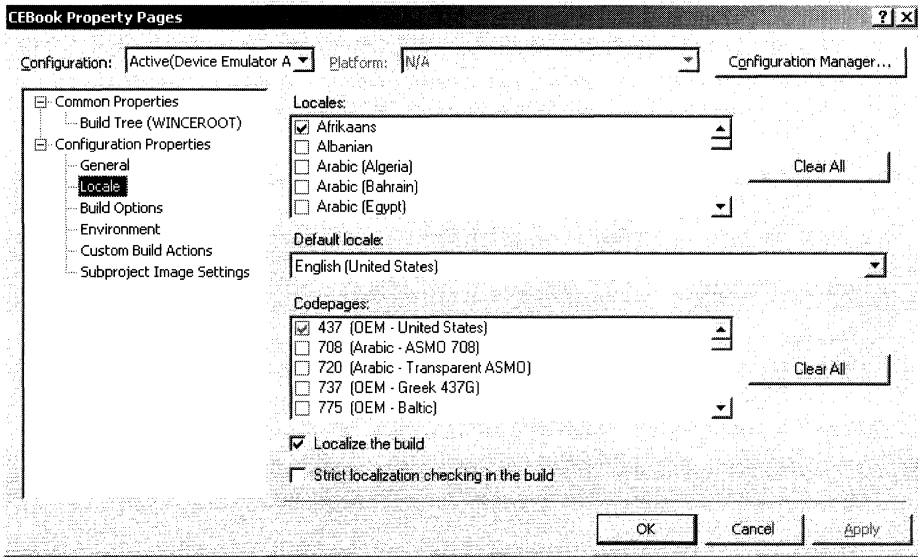 CEBook Property Pages
Configuration: Active(Device Emulator A Platform: N/A Configuration Manager...
Common Properties
Build Tree (WINCEROOT)
Configuration Properties
General
Locale
Build Options
Environment
Custom Build Actions
Subproject Image Settings
Locales:
Afrikaans
Albanian
Arabic (Algeria)
Arabic (Bahrain)
Arabic (Egypt)
Clear All
Default locale:
English (United States)
Codepages:
437 (OEM - United States)
708 (Arabic - ASMO 708)
720 (Arabic - Transparent ASMO)
737 (OEM - Greek 437G)
775 (OEM - Baltic)
Clear All
Localize the build
Strict localization checking in the build
OK Cancel Apply